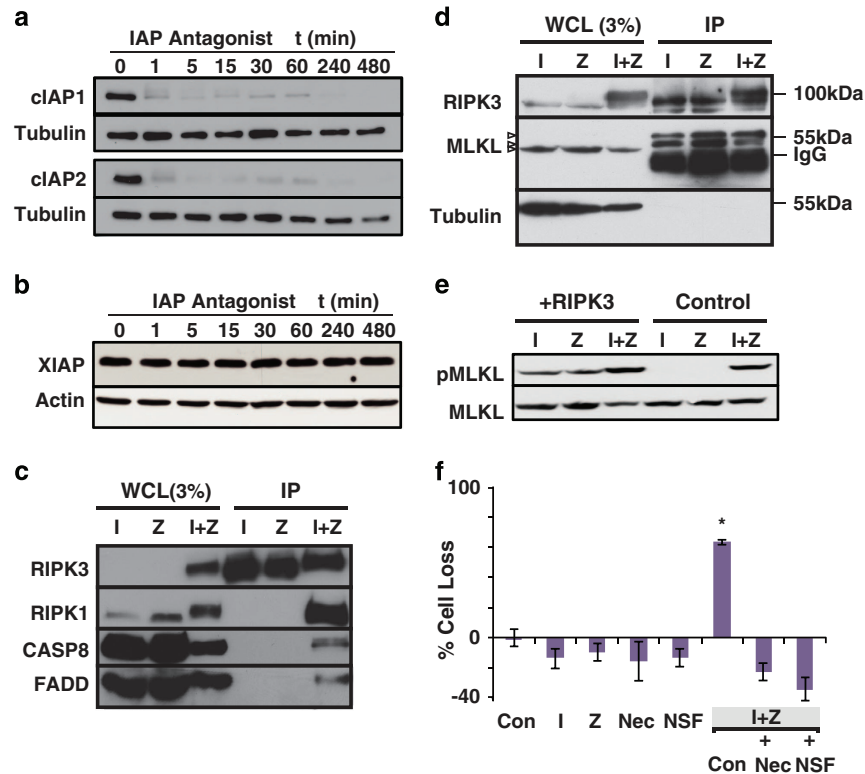 a
IAP Antagonist t (min)
0 1 5 15 30 60 240 480
cIAP1
Tubulin
cIAP2
Tubulin
b
IAP Antagonist t (min)
0 1 5 15 30 60 240 480
XIAP
Actin
c
WCL(3%) IP
I Z I+Z I Z I+Z
RIPK3
RIPK1
CASP8
FADD
d
WCL (3%) IP
I Z I+Z I Z I+Z
RIPK3 100kDa
MLKL 55kDa
IgG
Tubulin 55kDa
e
+RIPK3 Control
I Z I+Z I Z I+Z
pMLKL
MLKL
f
% Cell Loss
100
0
-40
*
Con I Z Nec NSF I+Z
+ +
Con Nec NSF